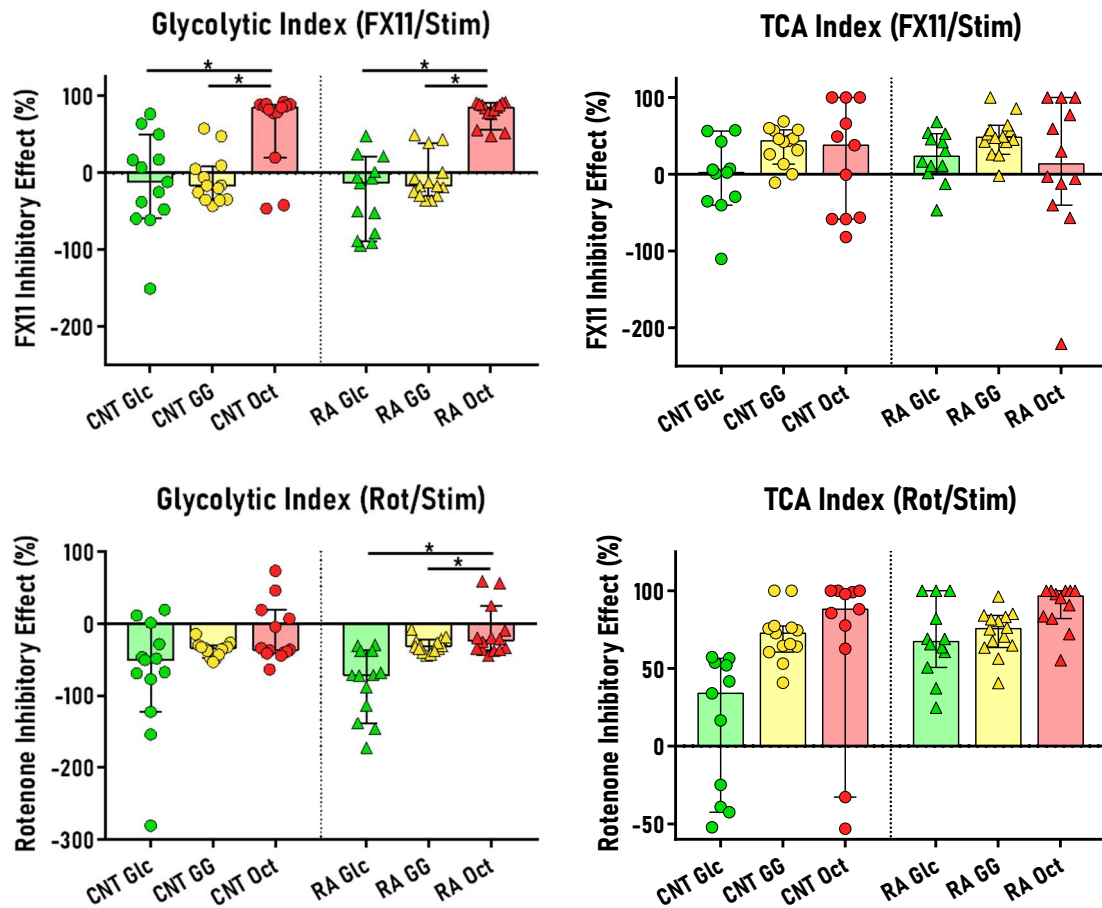 Glycolytic Index (FX11/Stim)
FX11 Inhibitory Effect (%)
100
0
-100
-200
*
*
*
*
CNT Glc
CNT GG
CNT Oct
RA Glc
RA GG
RA Oct
TCA Index (FX11/Stim)
FX11 Inhibitory Effect (%)
100
0
-100
-200
CNT Glc
CNT GG
CNT Oct
RA Glc
RA GG
RA Oct
Glycolytic Index (Rot/Stim)
Rotenone Inhibitory Effect (%)
100
0
-100
-200
-300
*
*
CNT Glc
CNT GG
CNT Oct
RA Glc
RA GG
RA Oct
TCA Index (Rot/Stim)
Rotenone Inhibitory Effect (%)
100
50
0
-50
CNT Glc
CNT GG
CNT Oct
RA Glc
RA GG
RA Oct